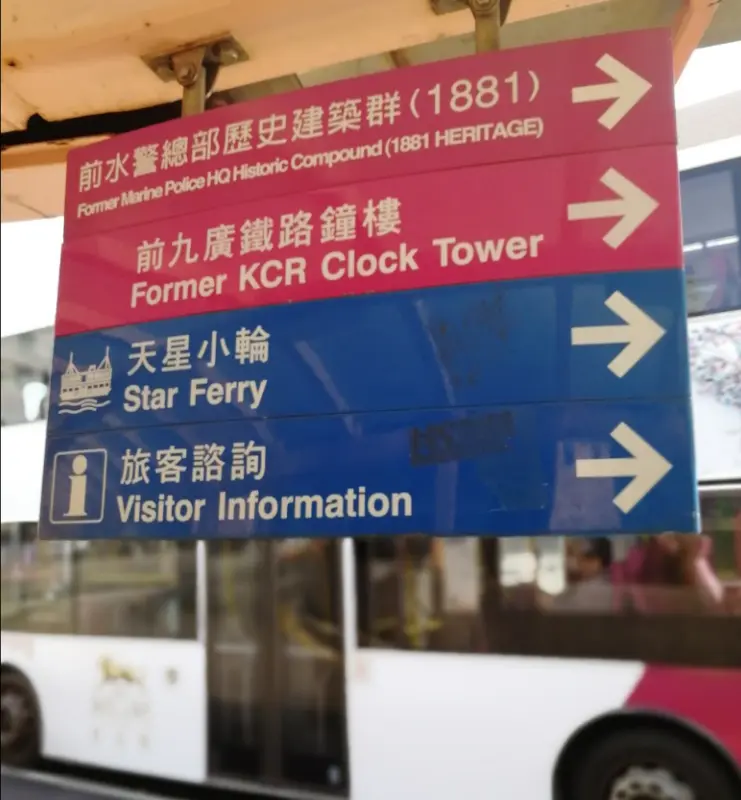 前水警總部歷史建築群(1881)
Former Marine Police HQ Historic Compound (1881 HERITAGE)
前九廣鐵路鐘樓
Former KCR Clock Tower
天星小輪
Star Ferry
旅客諮詢
Visitor Information